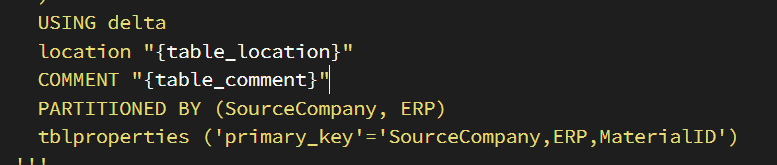 USING delta
location "{table_location}"
COMMENT "{table_comment}"
PARTITIONED BY (SourceCompany, ERP)
tblproperties ('primary_key'='SourceCompany,ERP,MaterialID')
'''